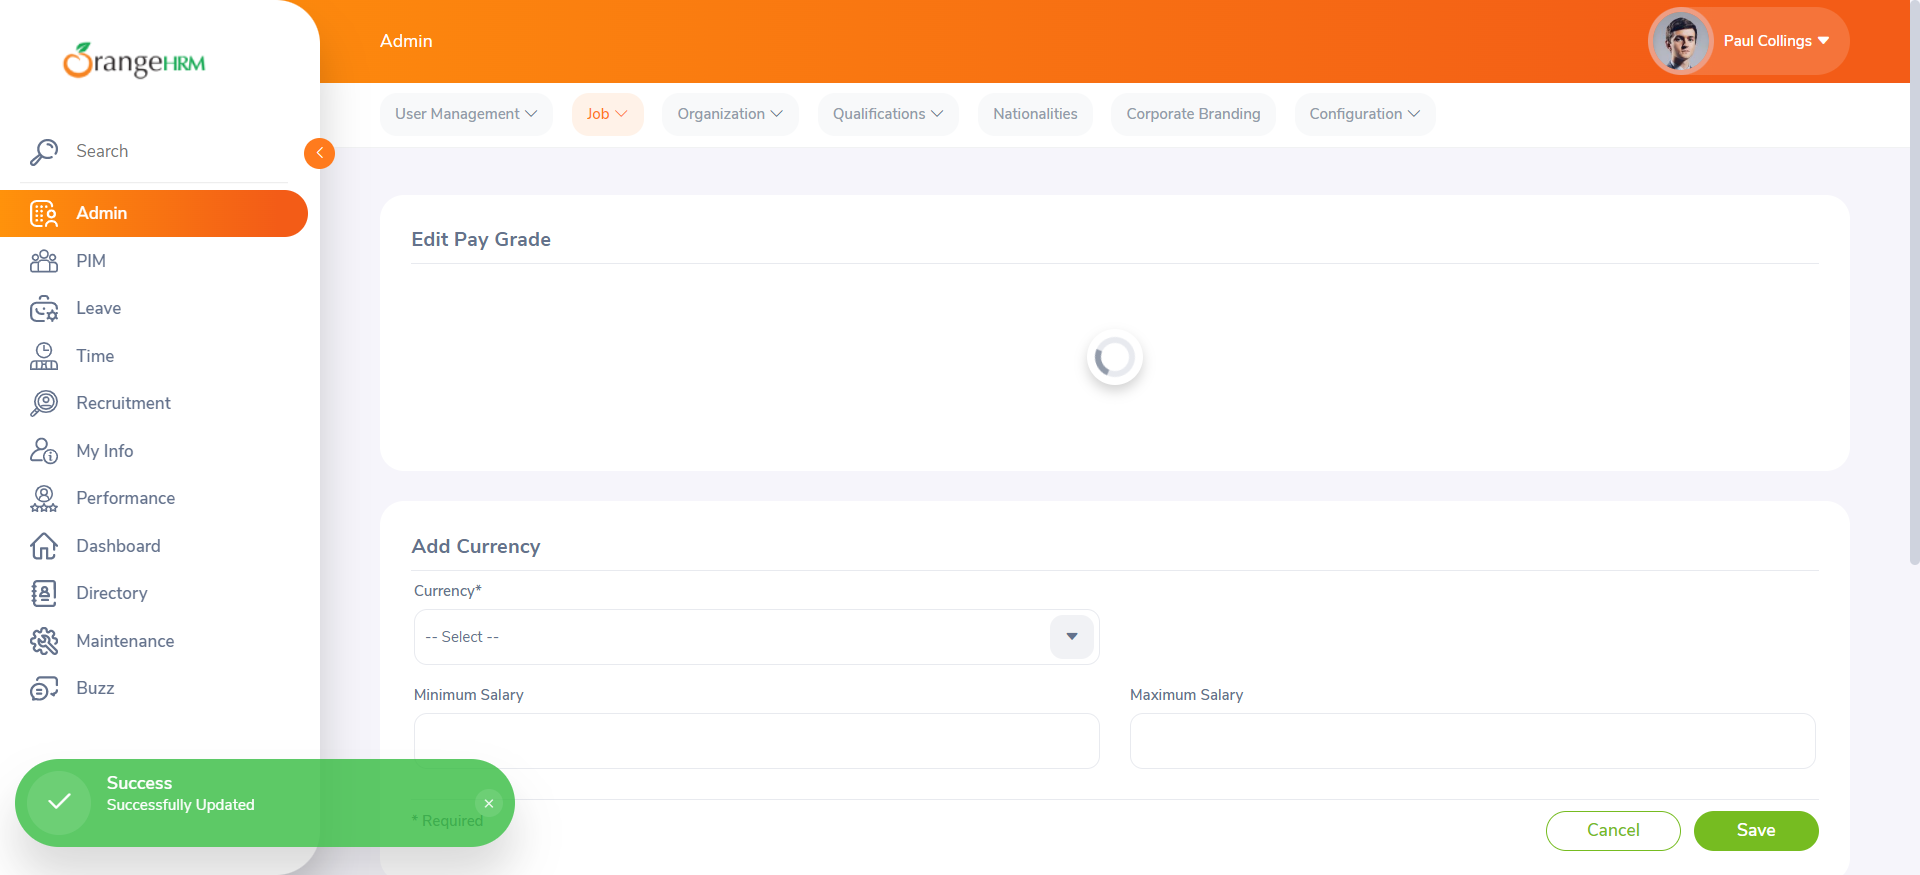 OrangeHRM
Admin
Paul Collings
User Management
Job
Organization
Qualifications
Nationalities
Corporate Branding
Configuration
Search
Admin
PIM
Leave
Time
Recruitment
My Info
Performance
Dashboard
Directory
Maintenance
Buzz
Edit Pay Grade
Add Currency
Currency*
-- Select --
Minimum Salary
Maximum Salary
* Required
Cancel
Save
Success
Successfully Updated